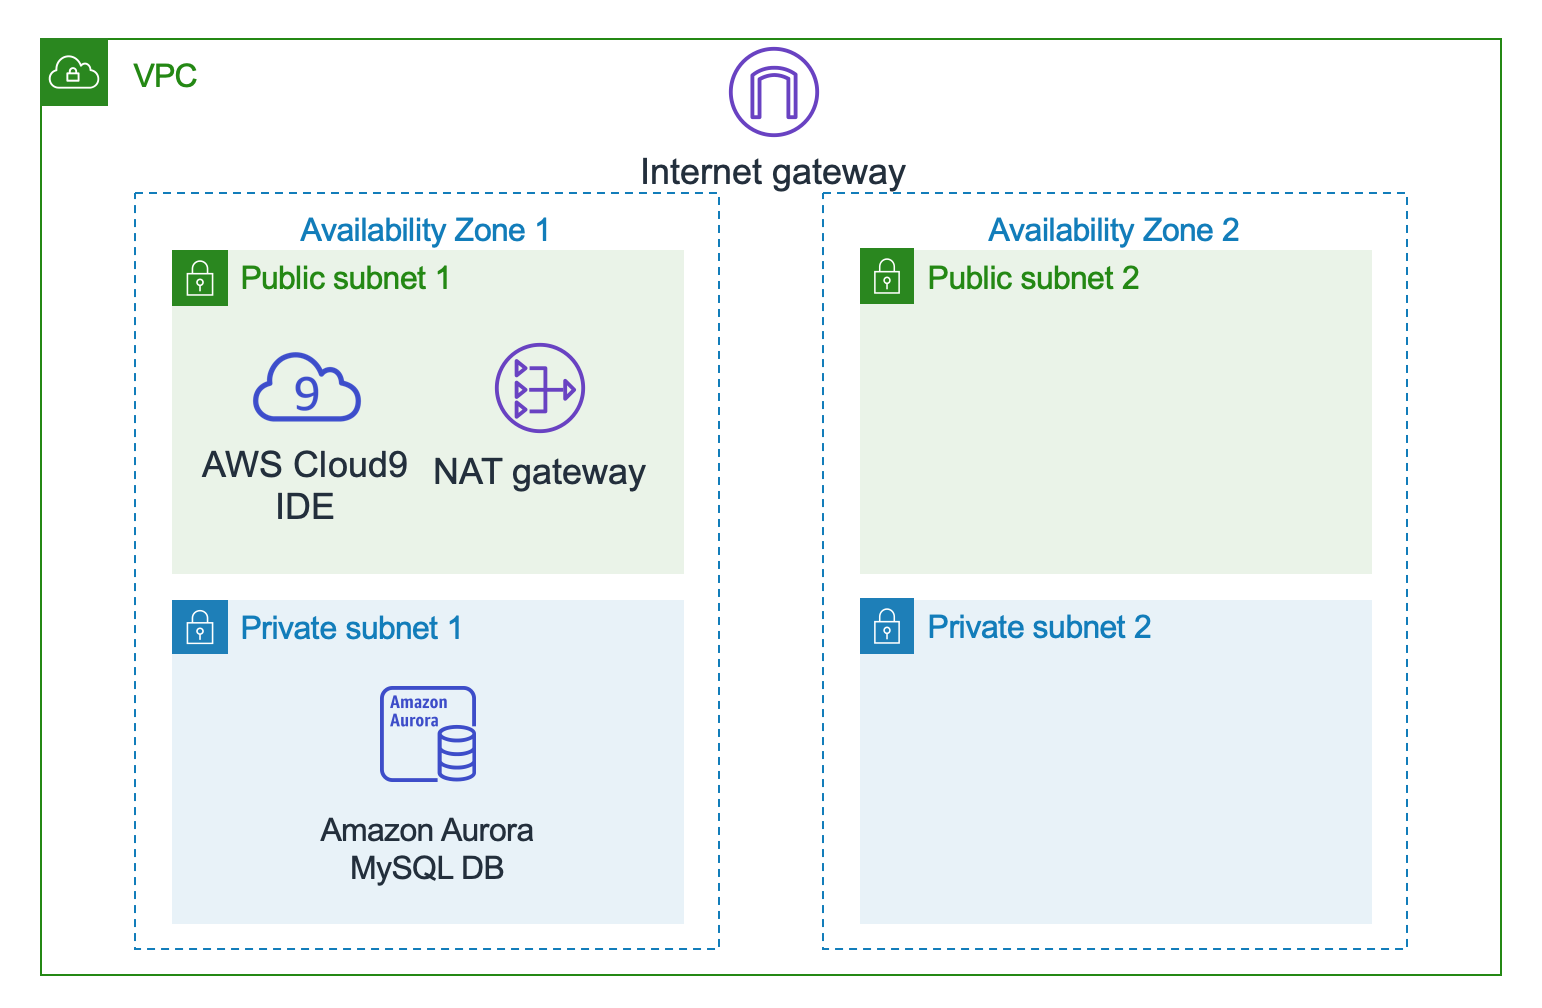 VPC
Internet gateway
Availability Zone 1
Public subnet 1
9
AWS Cloud9
IDE
NAT gateway
Private subnet 1
Amazon
Aurora
Amazon Aurora
MySQL DB
Availability Zone 2
Public subnet 2
Private subnet 2